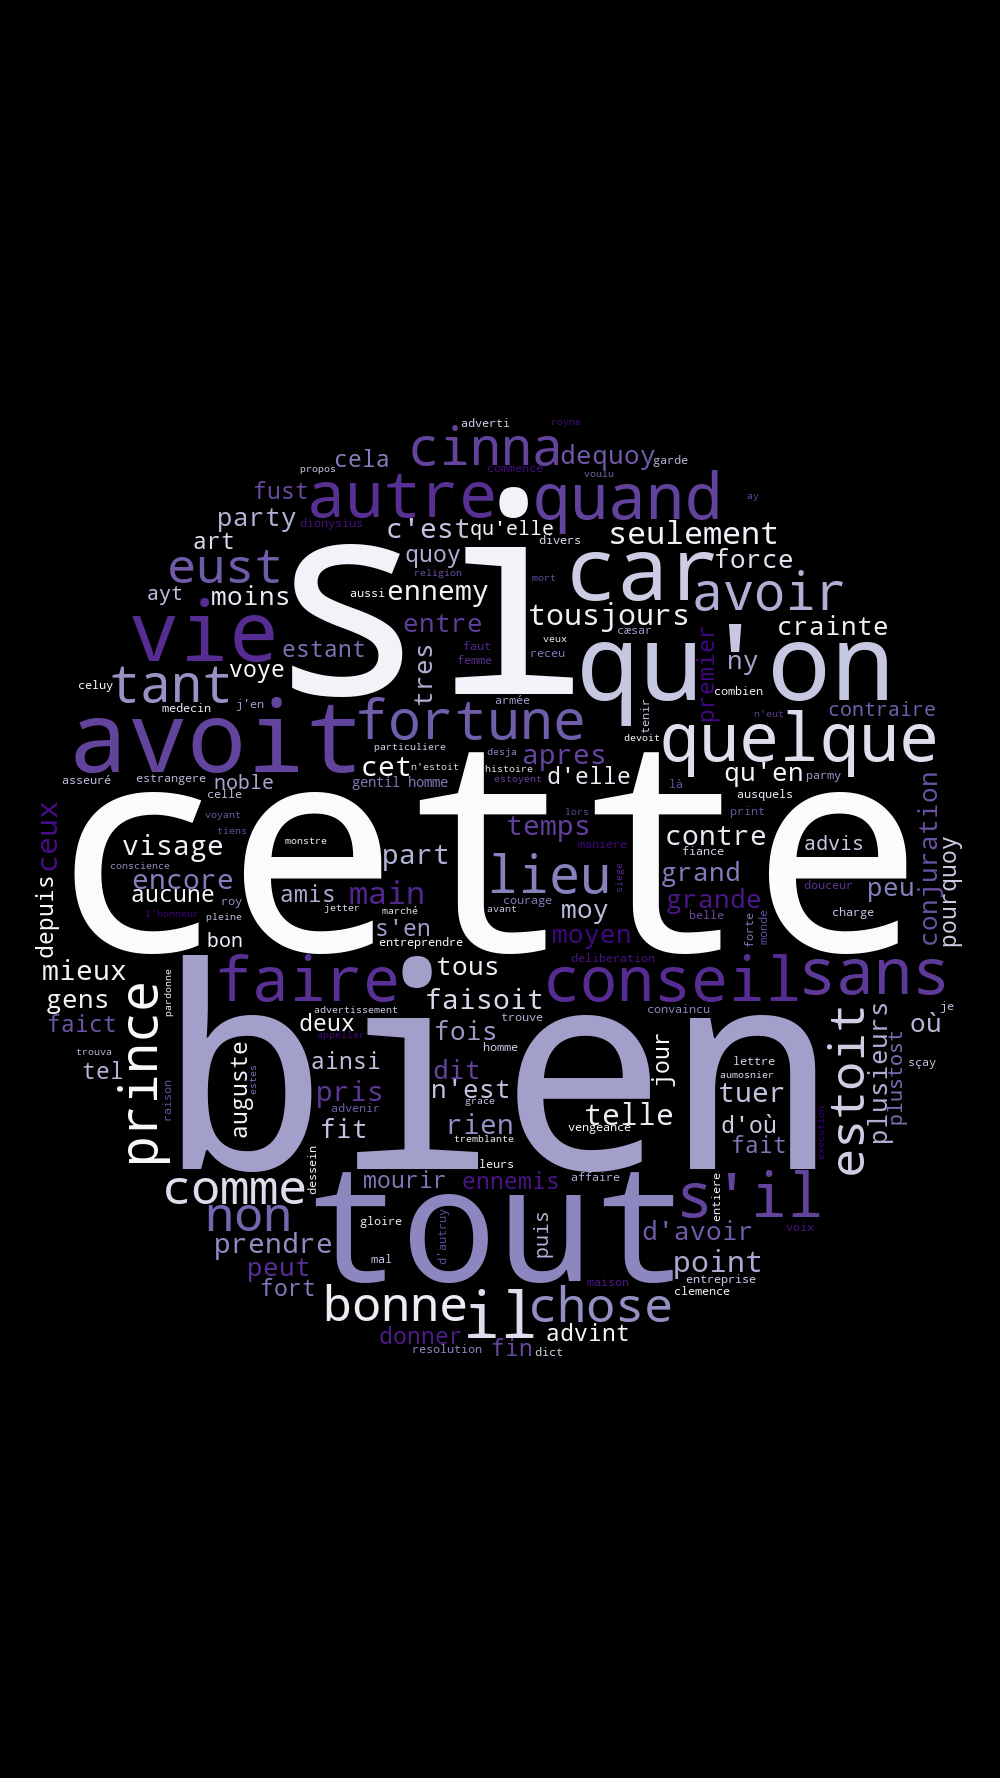 adverti
royne
cinna
cela
dequoy
garde
propos
commence
voulu
fust
autre
quand
ay
party
dionysius
c'est
qu'elle
seulement
art
quoy
divers
si
car
force
eust
religion
mort
avoir
ayt
moins
aussi
ennemy
tousjours
vie
entre
cæsar
crainte
estant
tres
faut
veux
qu'on
premier
femme
receu
ny
voye
celuy
tant
combien
medecin
j'en
armée
tenir
n'eut
contraire
avoit
fortune
devoit
quelque
particuliere
desja
apres
cet
n'estoit
histoire
d'elle
qu'en
parmy
asseuré
estrangere
noble
gentil homme
estoyent
là
celle
cette
ausquels
ceux
voyant
lors
print
conjuration
tiens
temps
visage
monstre
part
maniere
contre
advis
fiance
pourquoy
conscience
encore
lieu
siege
grand
depuis
aucune
roy
amis
main
courage
grande
douceur
peu
l'honneur
pleine
jetter
marché
avant
moy
belle
charge
forte
monde
bon
s'en
entreprendre
moyen
mieux
pardonne
faire
tous
deliberation
conseil
sans
gens
prince
bien
faisoit
convaincu
estoit
plusieurs
je
faict
advertissement
deux
trouve
où
appeller
fois
plustost
trouva
auguste
ainsi
homme
jour
lettre
sçay
tel
estes
dit
aumosnier
raison
pris
n'est
tuer
advenir
grace
telle
fit
rien
vengeance
d'où
execution
tremblante
fait
dessein
leurs
comme
mourir
ennemis
affaire
s'il
entiere
non
tout
gloire
d'autruy
puis
d'avoir
voix
prendre
mal
point
peut
maison
entreprise
fort
clemence
bonne
il
chose
donner
advint
resolution
fin
dict